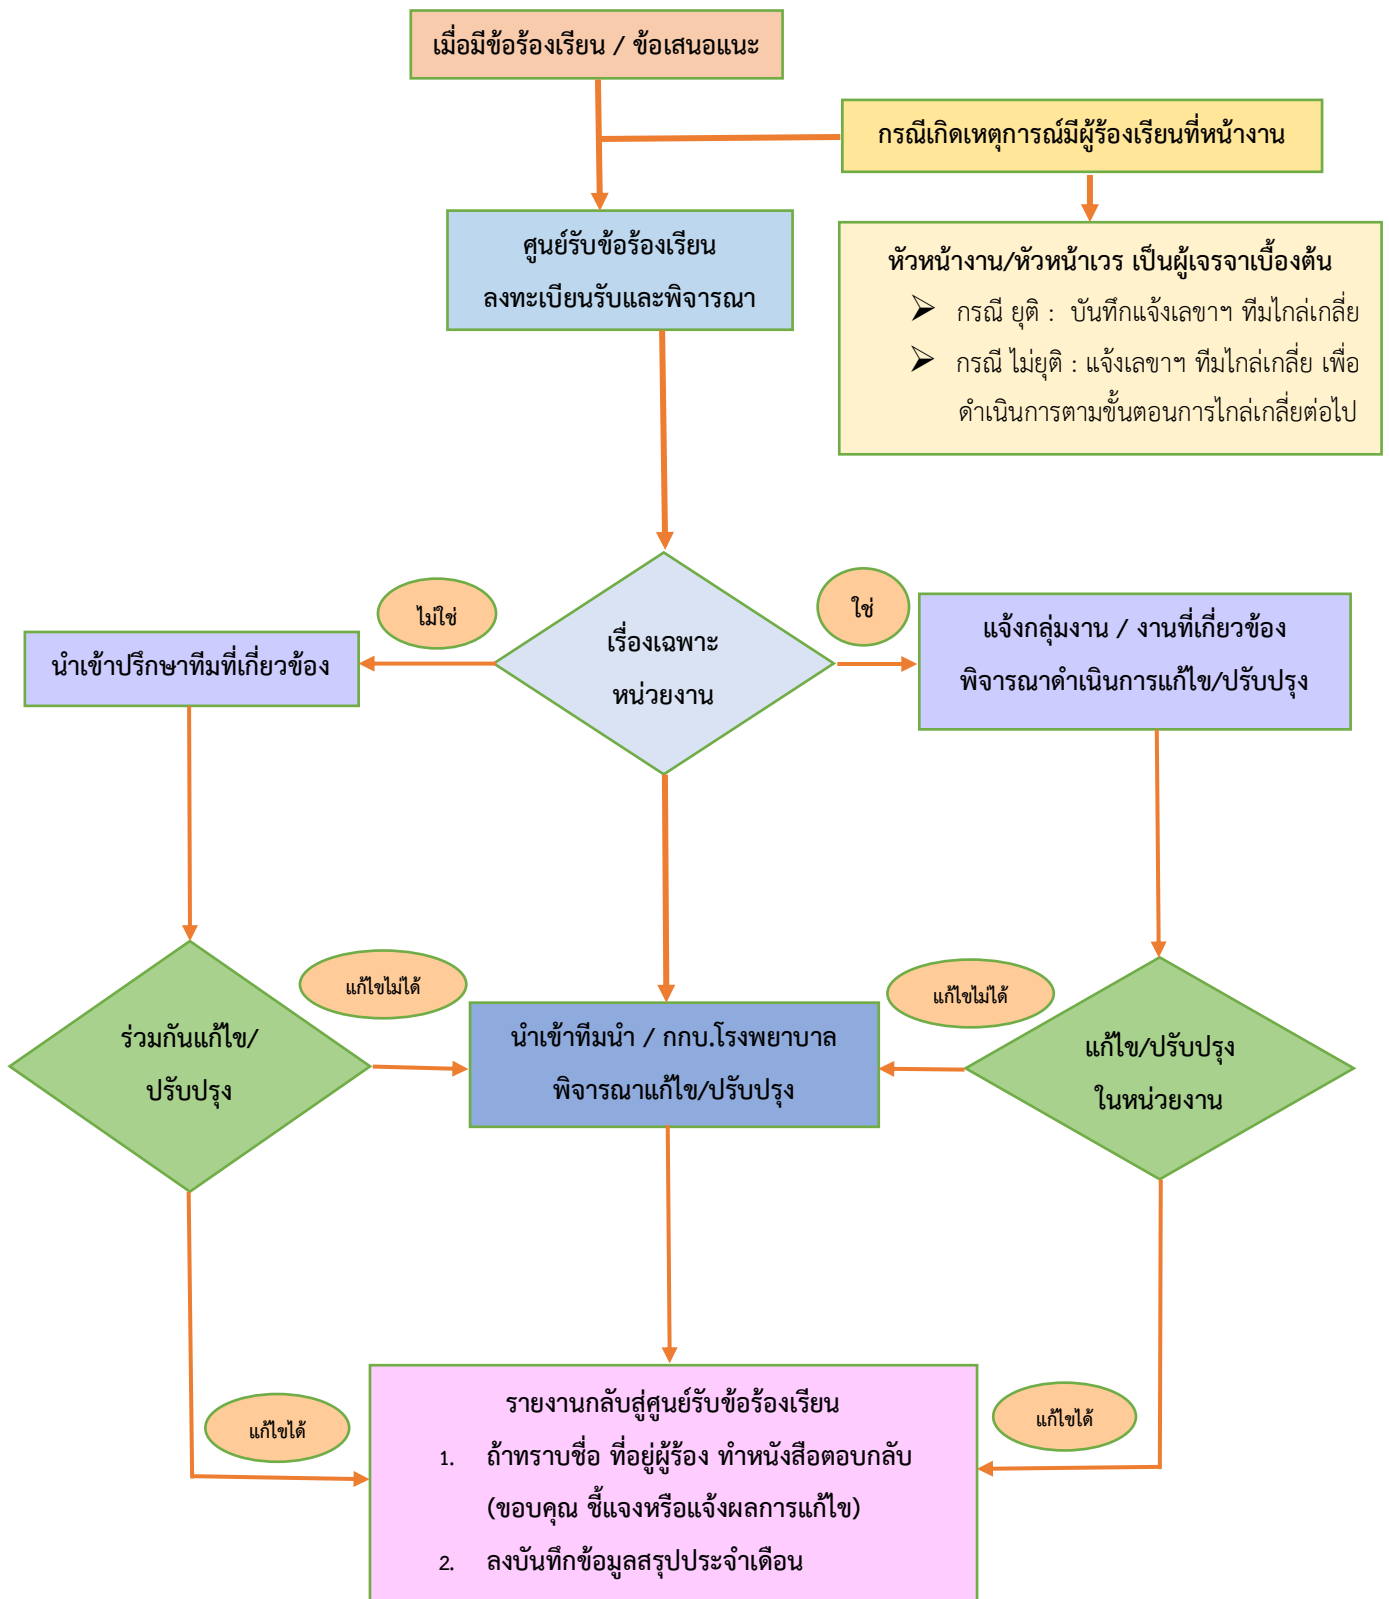 เมื่อมีข้อร้องเรียน / ข้อเสนอแนะ
กรณีเกิดเหตุการณ์มีผู้ร้องเรียนที่หน้างาน
ศูนย์รับข้อร้องเรียน
ลงทะเบียนรับและพิจารณา
หัวหน้างาน/หัวหน้าเวร เป็นผู้เจรจาเบื้องต้น
➢ กรณี ยุติ : บันทึกแจ้งเลขาฯ ทีมไกล่เกลี่ย
➢ กรณี ไม่ยุติ : แจ้งเลขาฯ ทีมไกล่เกลี่ย เพื่อ
ดำเนินการตามขั้นตอนการไกล่เกลี่ยต่อไป
ไม่ใช่
ใช่
เรื่องเฉพาะ
หน่วยงาน
นำเข้าปรึกษาทีมที่เกี่ยวข้อง
แจ้งกลุ่มงาน / งานที่เกี่ยวข้อง
พิจารณาดำเนินการแก้ไข/ปรับปรุง
แก้ไขไม่ได้
แก้ไขไม่ได้
ร่วมกันแก้ไข/
ปรับปรุง
นำเข้าทีมนำ / กกบ.โรงพยาบาล
พิจารณาแก้ไข/ปรับปรุง
แก้ไข/ปรับปรุง
ในหน่วยงาน
แก้ไขได้
แก้ไขได้
รายงานกลับสู่ศูนย์รับข้อร้องเรียน
1. ถ้าทราบชื่อ ที่อยู่ผู้ร้อง ทำหนังสือตอบกลับ
(ขอบคุณ ชี้แจงหรือแจ้งผลการแก้ไข)
2. ลงบันทึกข้อมูลสรุปประจำเดือน